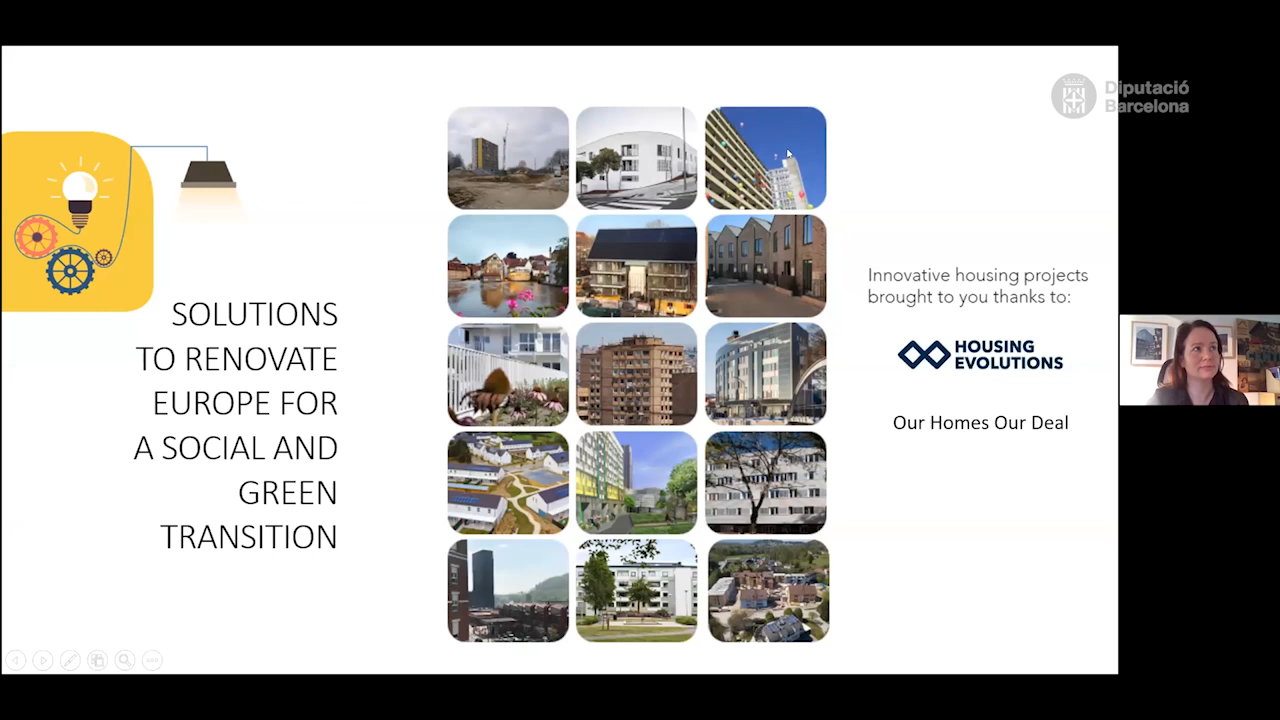 Diputació
Barcelona
SOLUTIONS
TO RENOVATE
EUROPE FOR
A SOCIAL AND
GREEN
TRANSITION
Innovative housing projects
brought to you thanks to:
HOUSING
EVOLUTIONS
Our Homes Our Deal